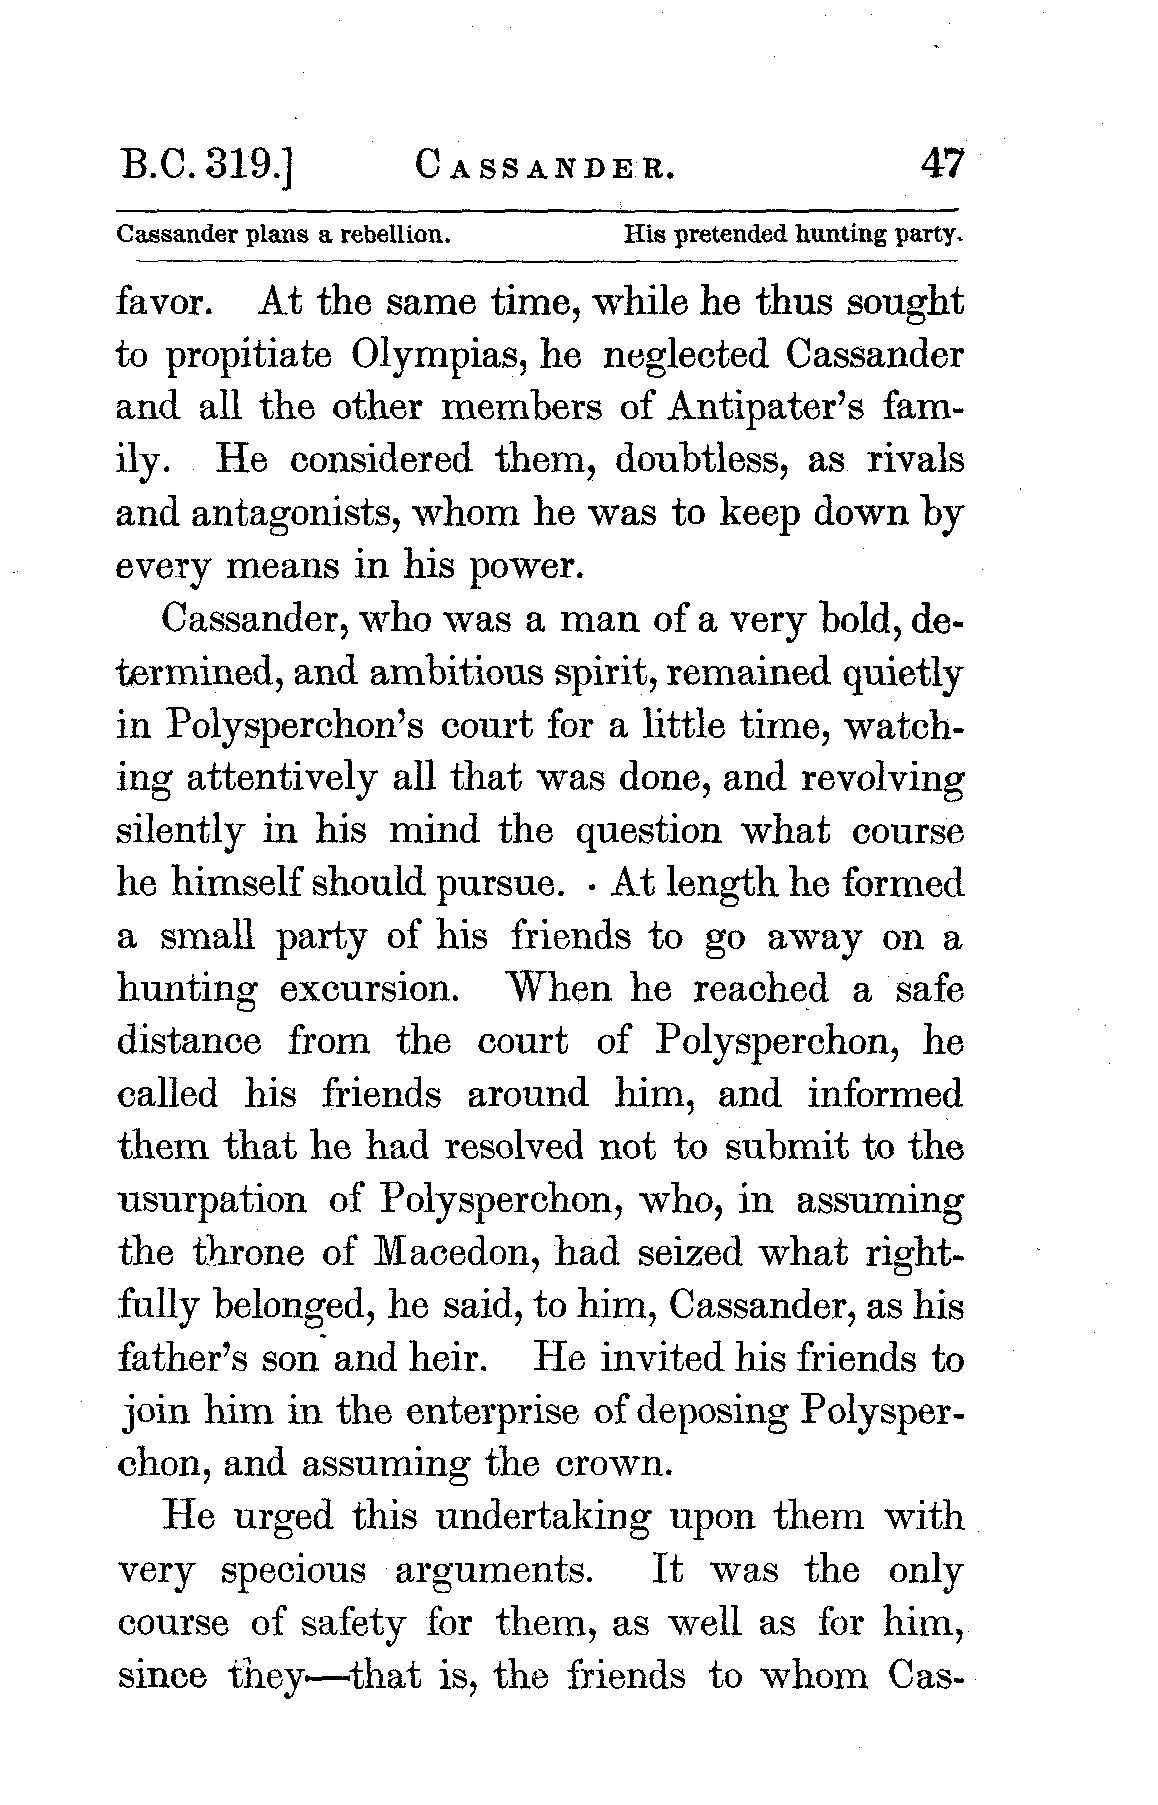 B.C. 319.] CASSANDER. 47
Cassander plans a rebellion. His pretended hunting party.
favor. At the same time, while he thus sought
to propitiate Olympias, he neglected Cassander
and all the other members of Antipater's fam-
ily. He considered them, doubtless, as rivals
and antagonists, whom he was to keep down by
every means in his power.
Cassander, who was a man of a very bold, de-
termined, and ambitious spirit, remained quietly
in Polysperchon's court for a little time, watch-
ing attentively all that was done, and revolving
silently in his mind the question what course
he himself should pursue. At length he formed
a small party of his friends to go away on a
hunting excursion. When he reached a safe
distance from the court of Polysperchon, he
called his friends around him, and informed
them that he had resolved not to submit to the
usurpation of Polysperchon, who, in assuming
the throne of Macedon, had seized what right-
fully belonged, he said, to him, Cassander, as his
father's son and heir. He invited his friends to
join him in the enterprise of deposing Polysper-
chon, and assuming the crown.
He urged this undertaking upon them with
very specious arguments. It was the only
course of safety for them, as well as for him,
since they—that is, the friends to whom Cas-